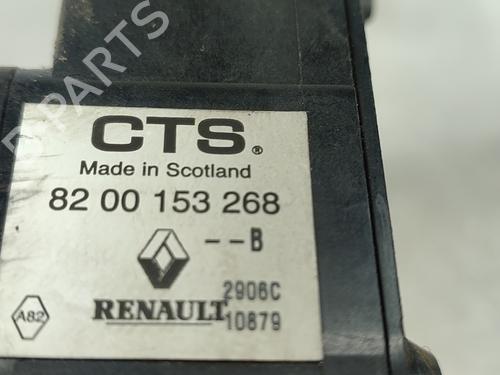 CTS®
Made in Scotland
82 00 153 268
--B
2906C
RENAULT 10879
A82
B-PARTS